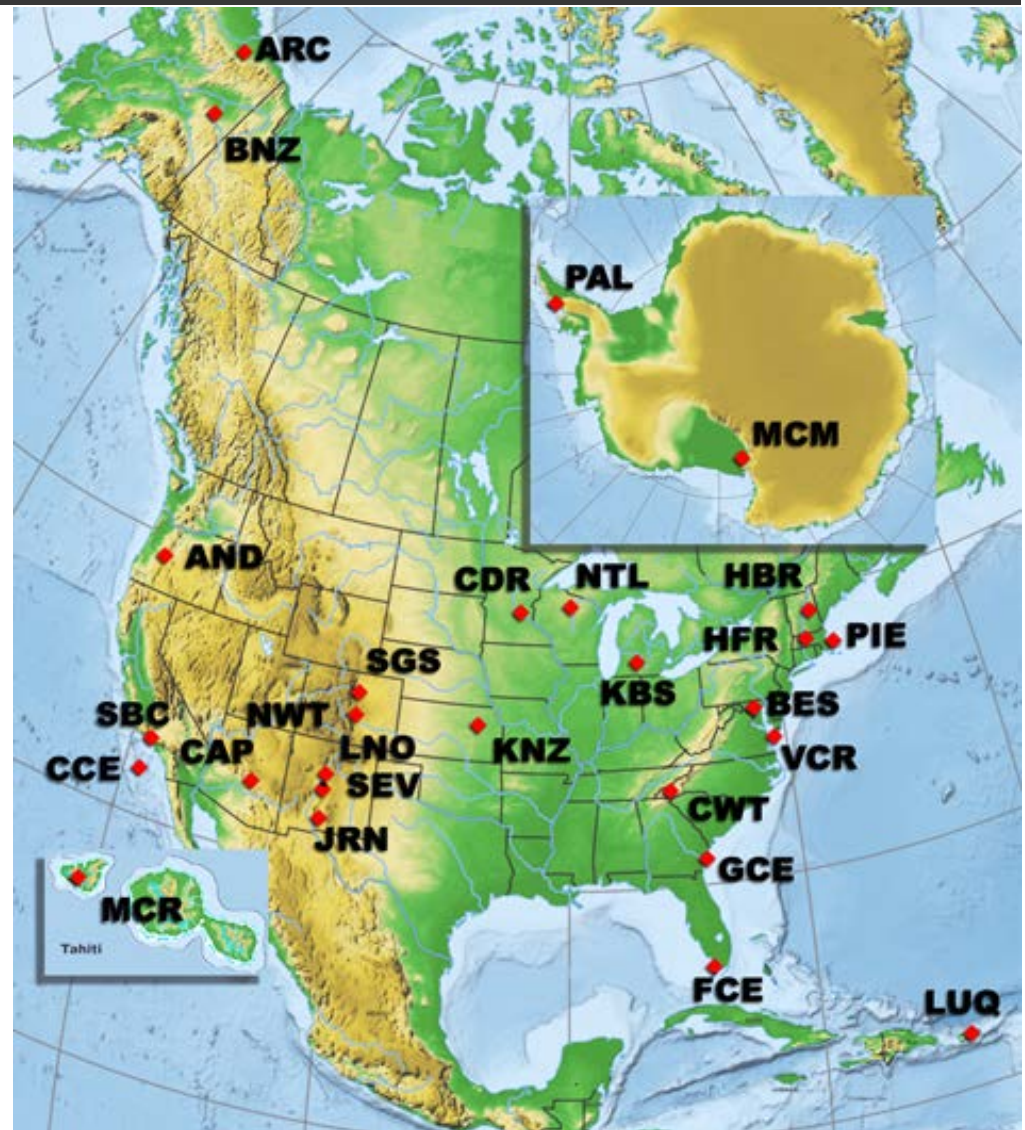 ARC
BNZ
PAL
MCM
AND
CDR
NTL
HBR
HFR
PIE
SGS
KBS
NWT
BES
SBC
CAP
LNO
KNZ
VCR
CCE
SEV
CWT
JRN
GCE
MCR
Tahiti
FCE
LUQ